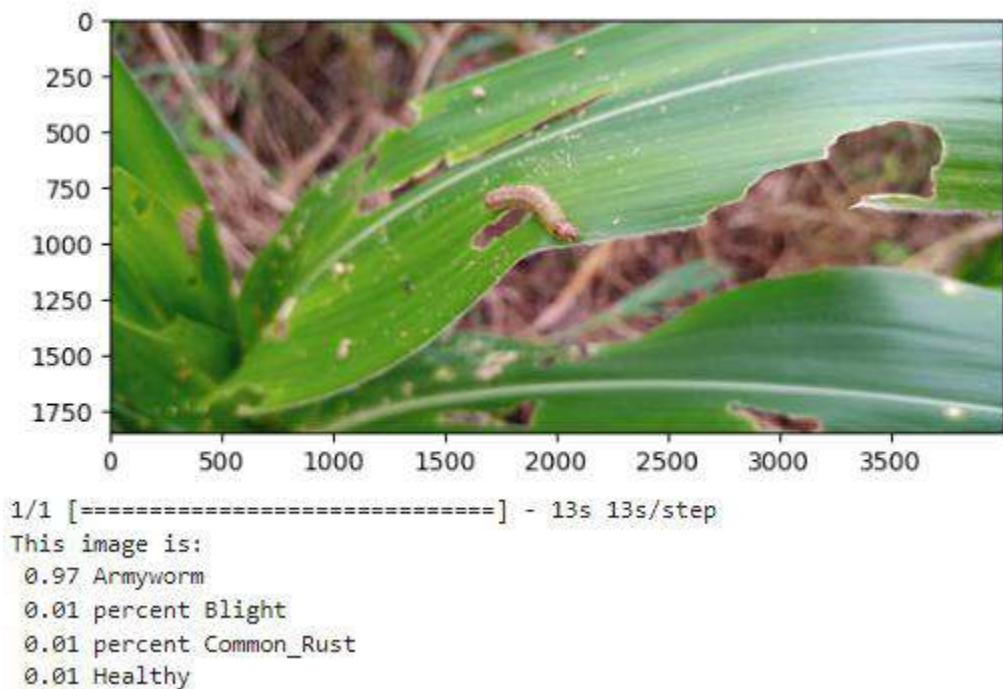 0
250
500
750
1000
1250
1500
1750
0 500 1000 1500 2000 2500 3000 3500
1/1 [==============================] - 13s 13s/step
This image is:
0.97 Armyworm
0.01 percent Blight
0.01 percent Common_Rust
0.01 Healthy